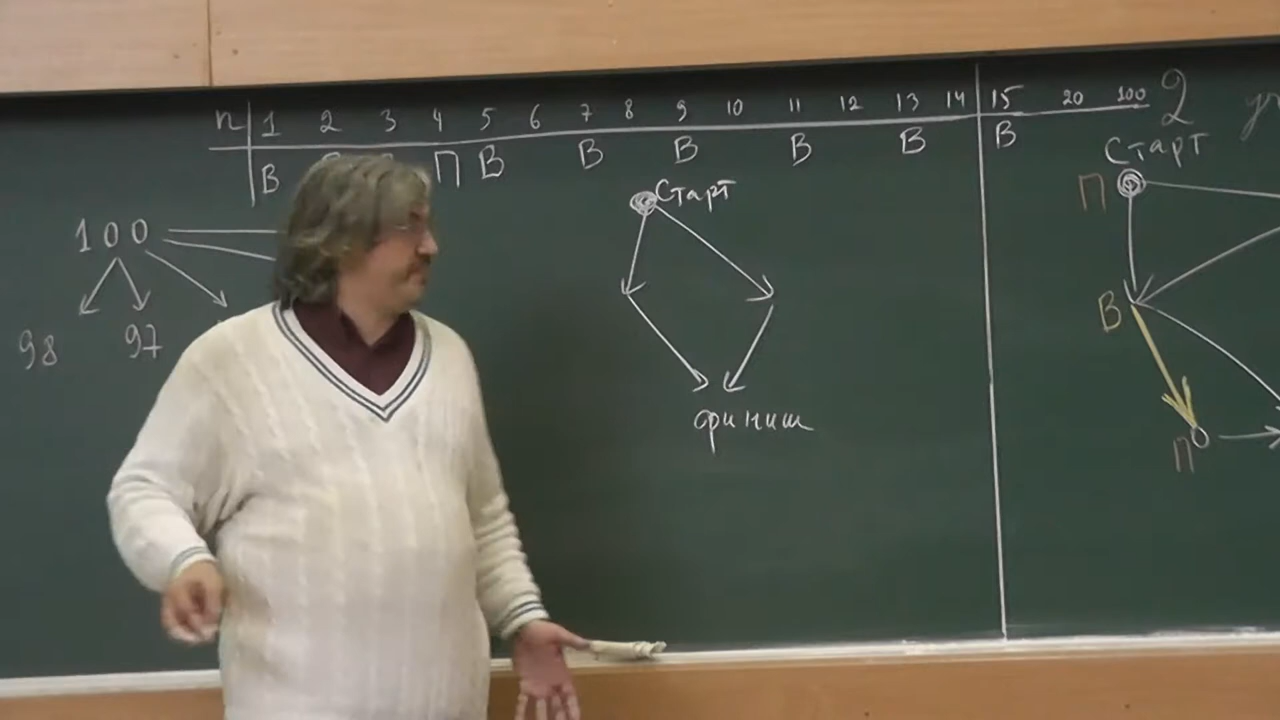 n 1 2 3 4 5 6 7 8 9 10 11 12 13 14 15 20 100 2
В П В В В В В В
100
98 97
Старт
финиш
Старт
П
В
П